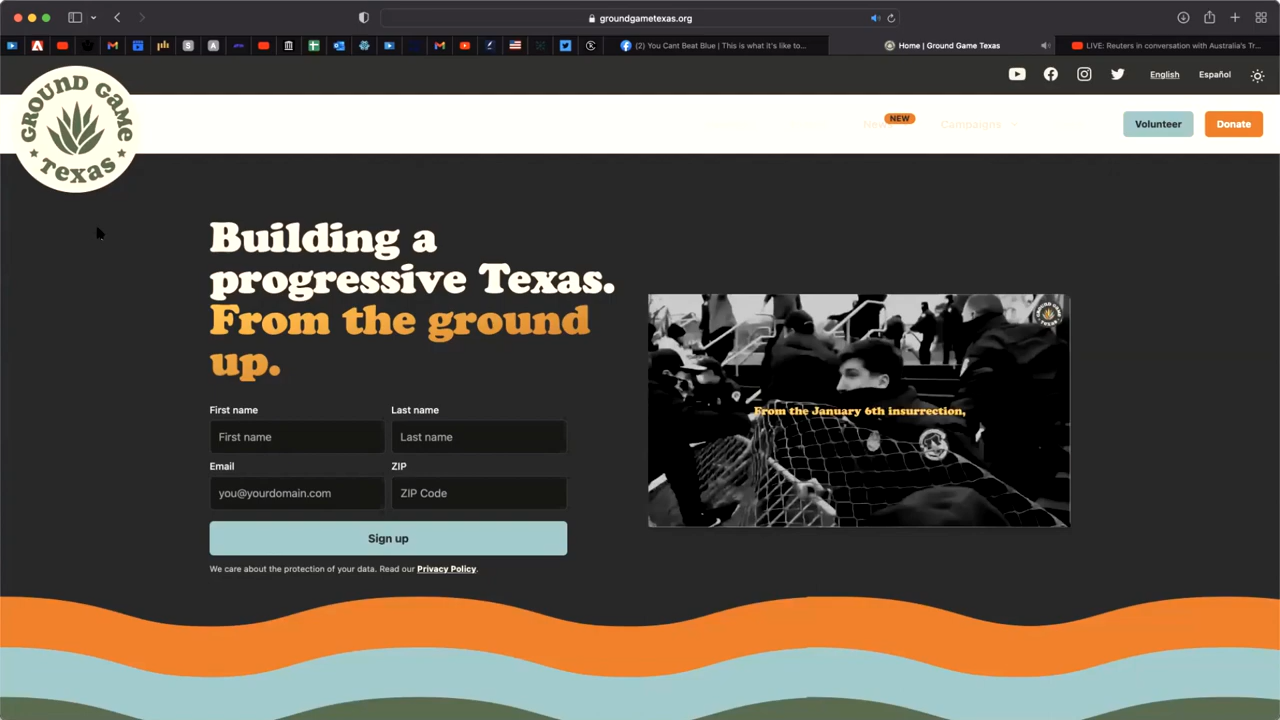 groundgametexas.org
(2) You Cant Beat Blue | This is what it's like to...
Home | Ground Game Texas
LIVE: Reuters in conversation with Australia's Tr...
English
Español
GROUND GAME
TEXAS
NEW
Campaigns
Volunteer
Donate
Building a
progressive Texas.
From the ground
up.
From the January 6th insurrection,
First name
Last name
First name
Last name
Email
ZIP
you@yourdomain.com
ZIP Code
Sign up
We care about the protection of your data. Read our Privacy Policy.